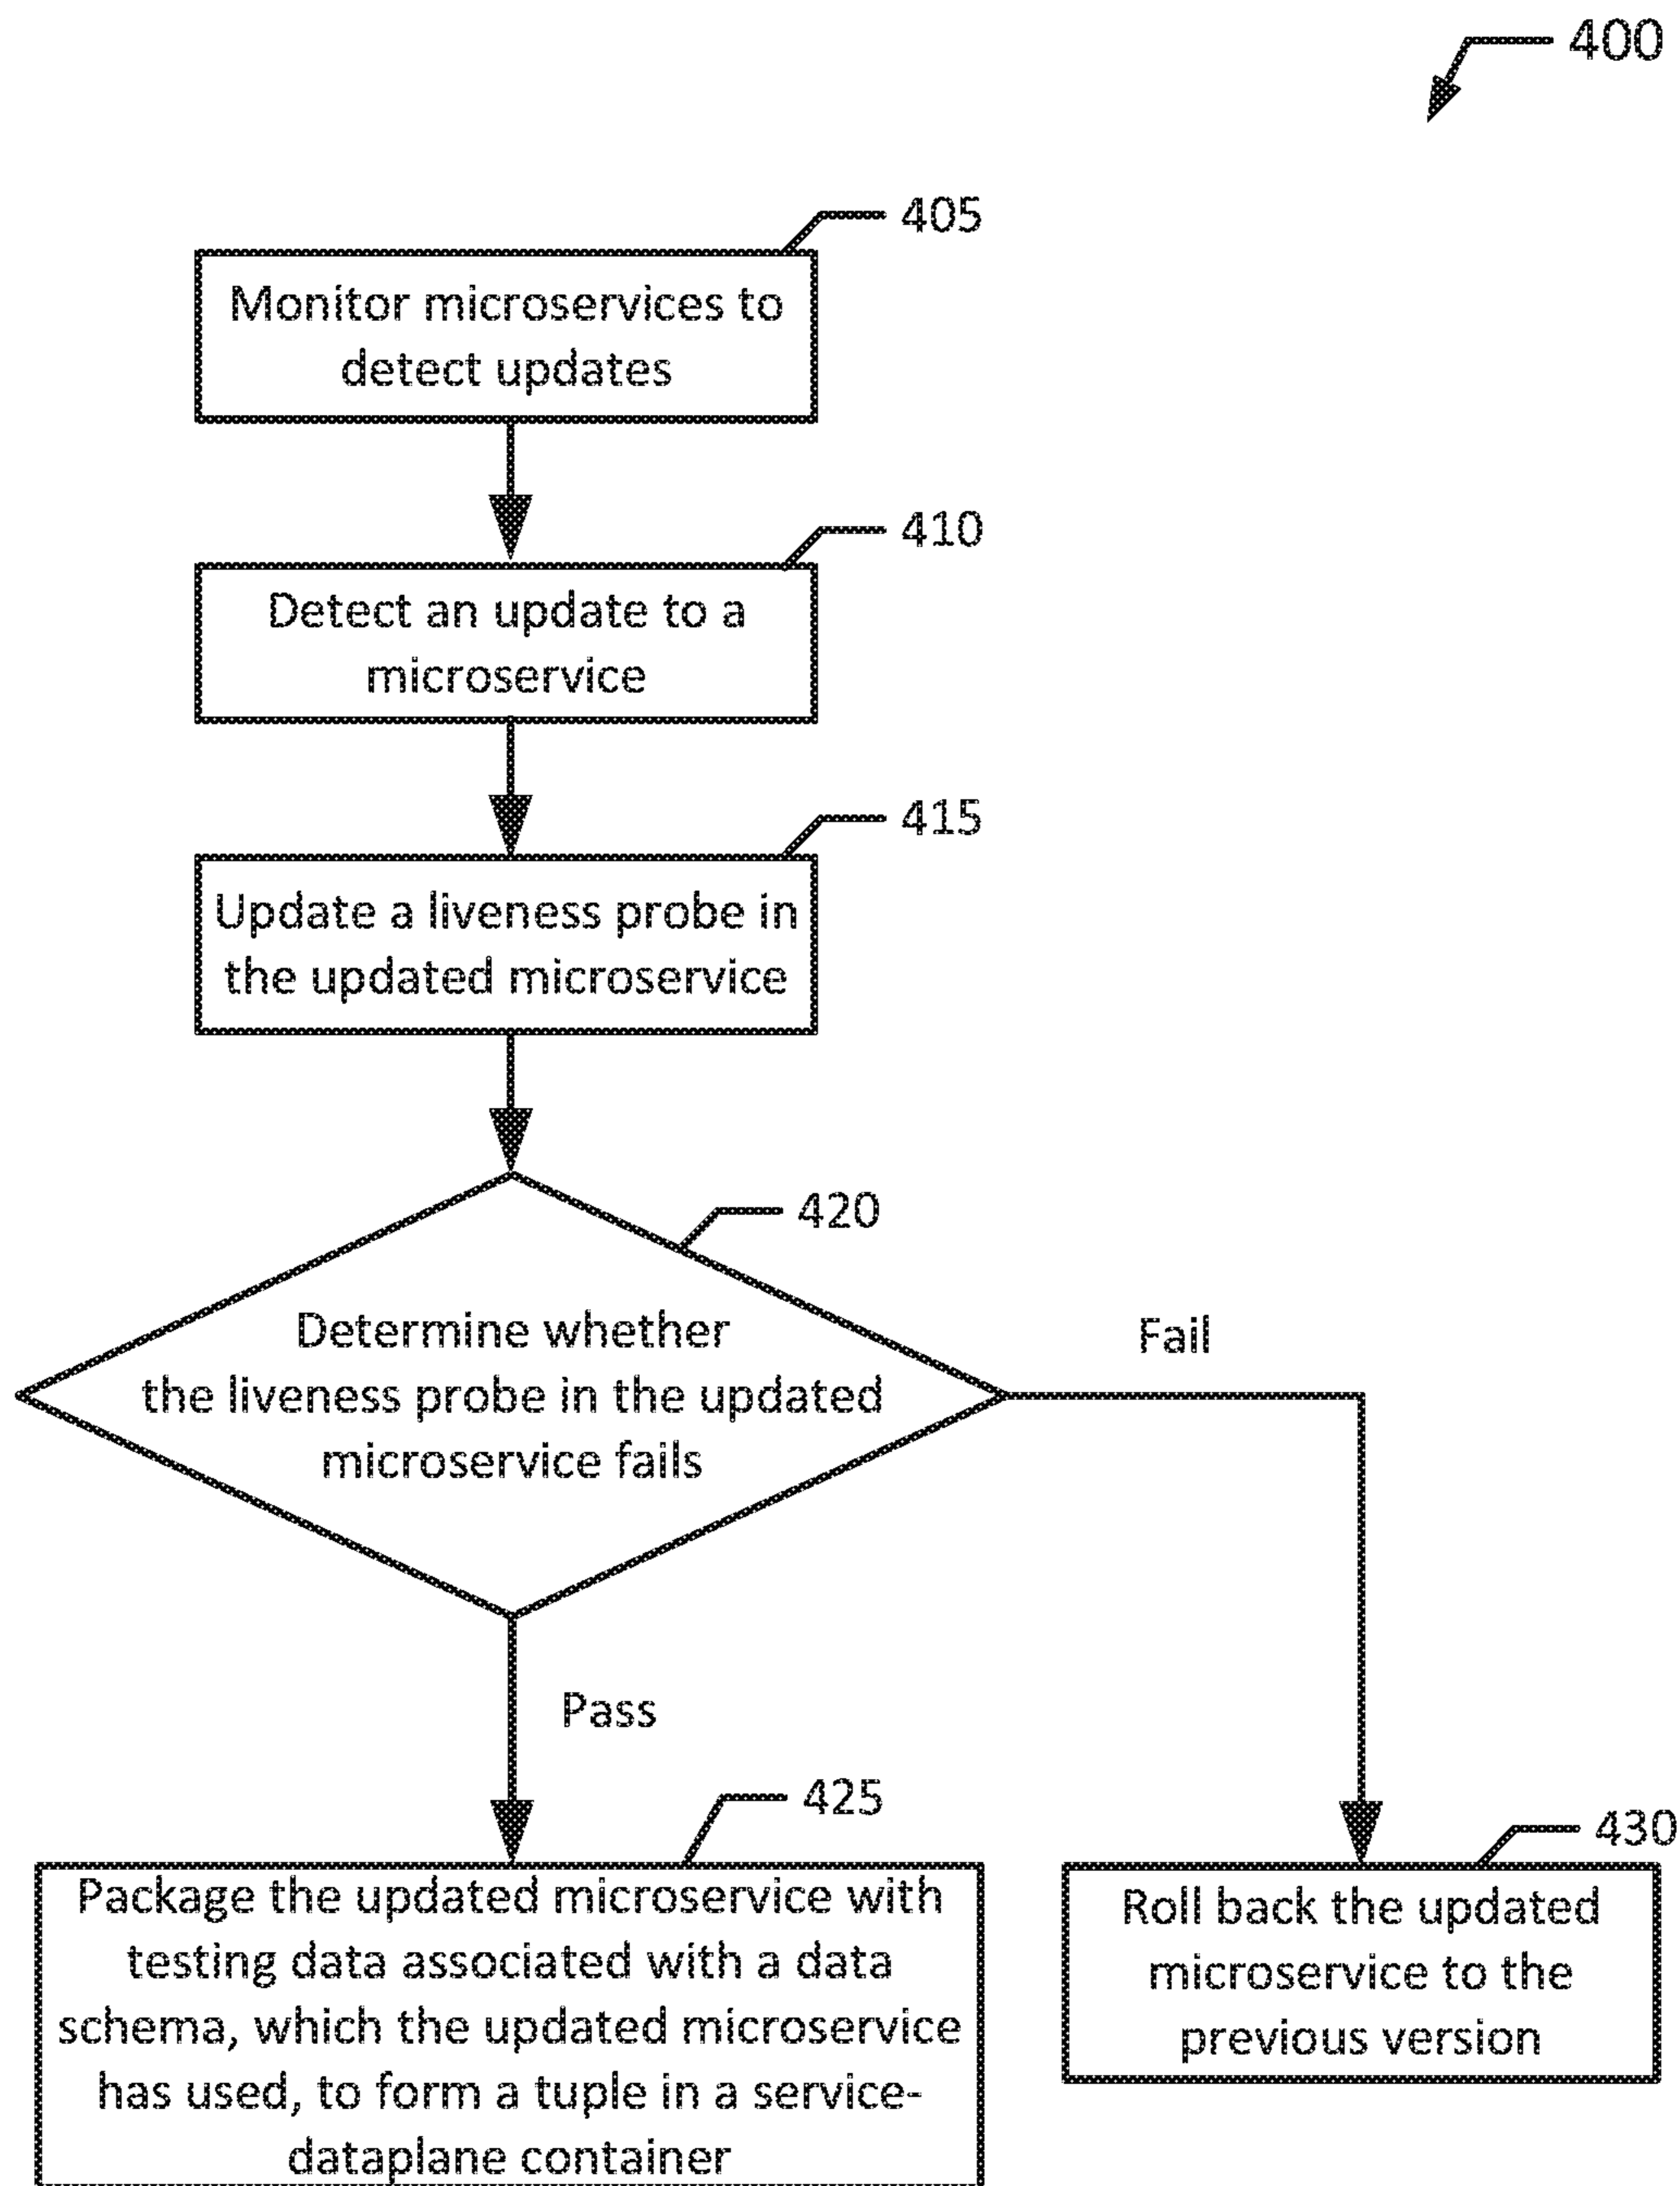 400
405
Monitor microservices to
detect updates
410
Detect an update to a
microservice
415
Update a liveness probe in
the updated microservice
420
Determine whether
the liveness probe in the updated
microservice fails
Fail
Pass
425
Package the updated microservice with
testing data associated with a data
schema, which the updated microservice
has used, to form a tuple in a service-
dataplane container
430
Roll back the updated
microservice to the
previous version